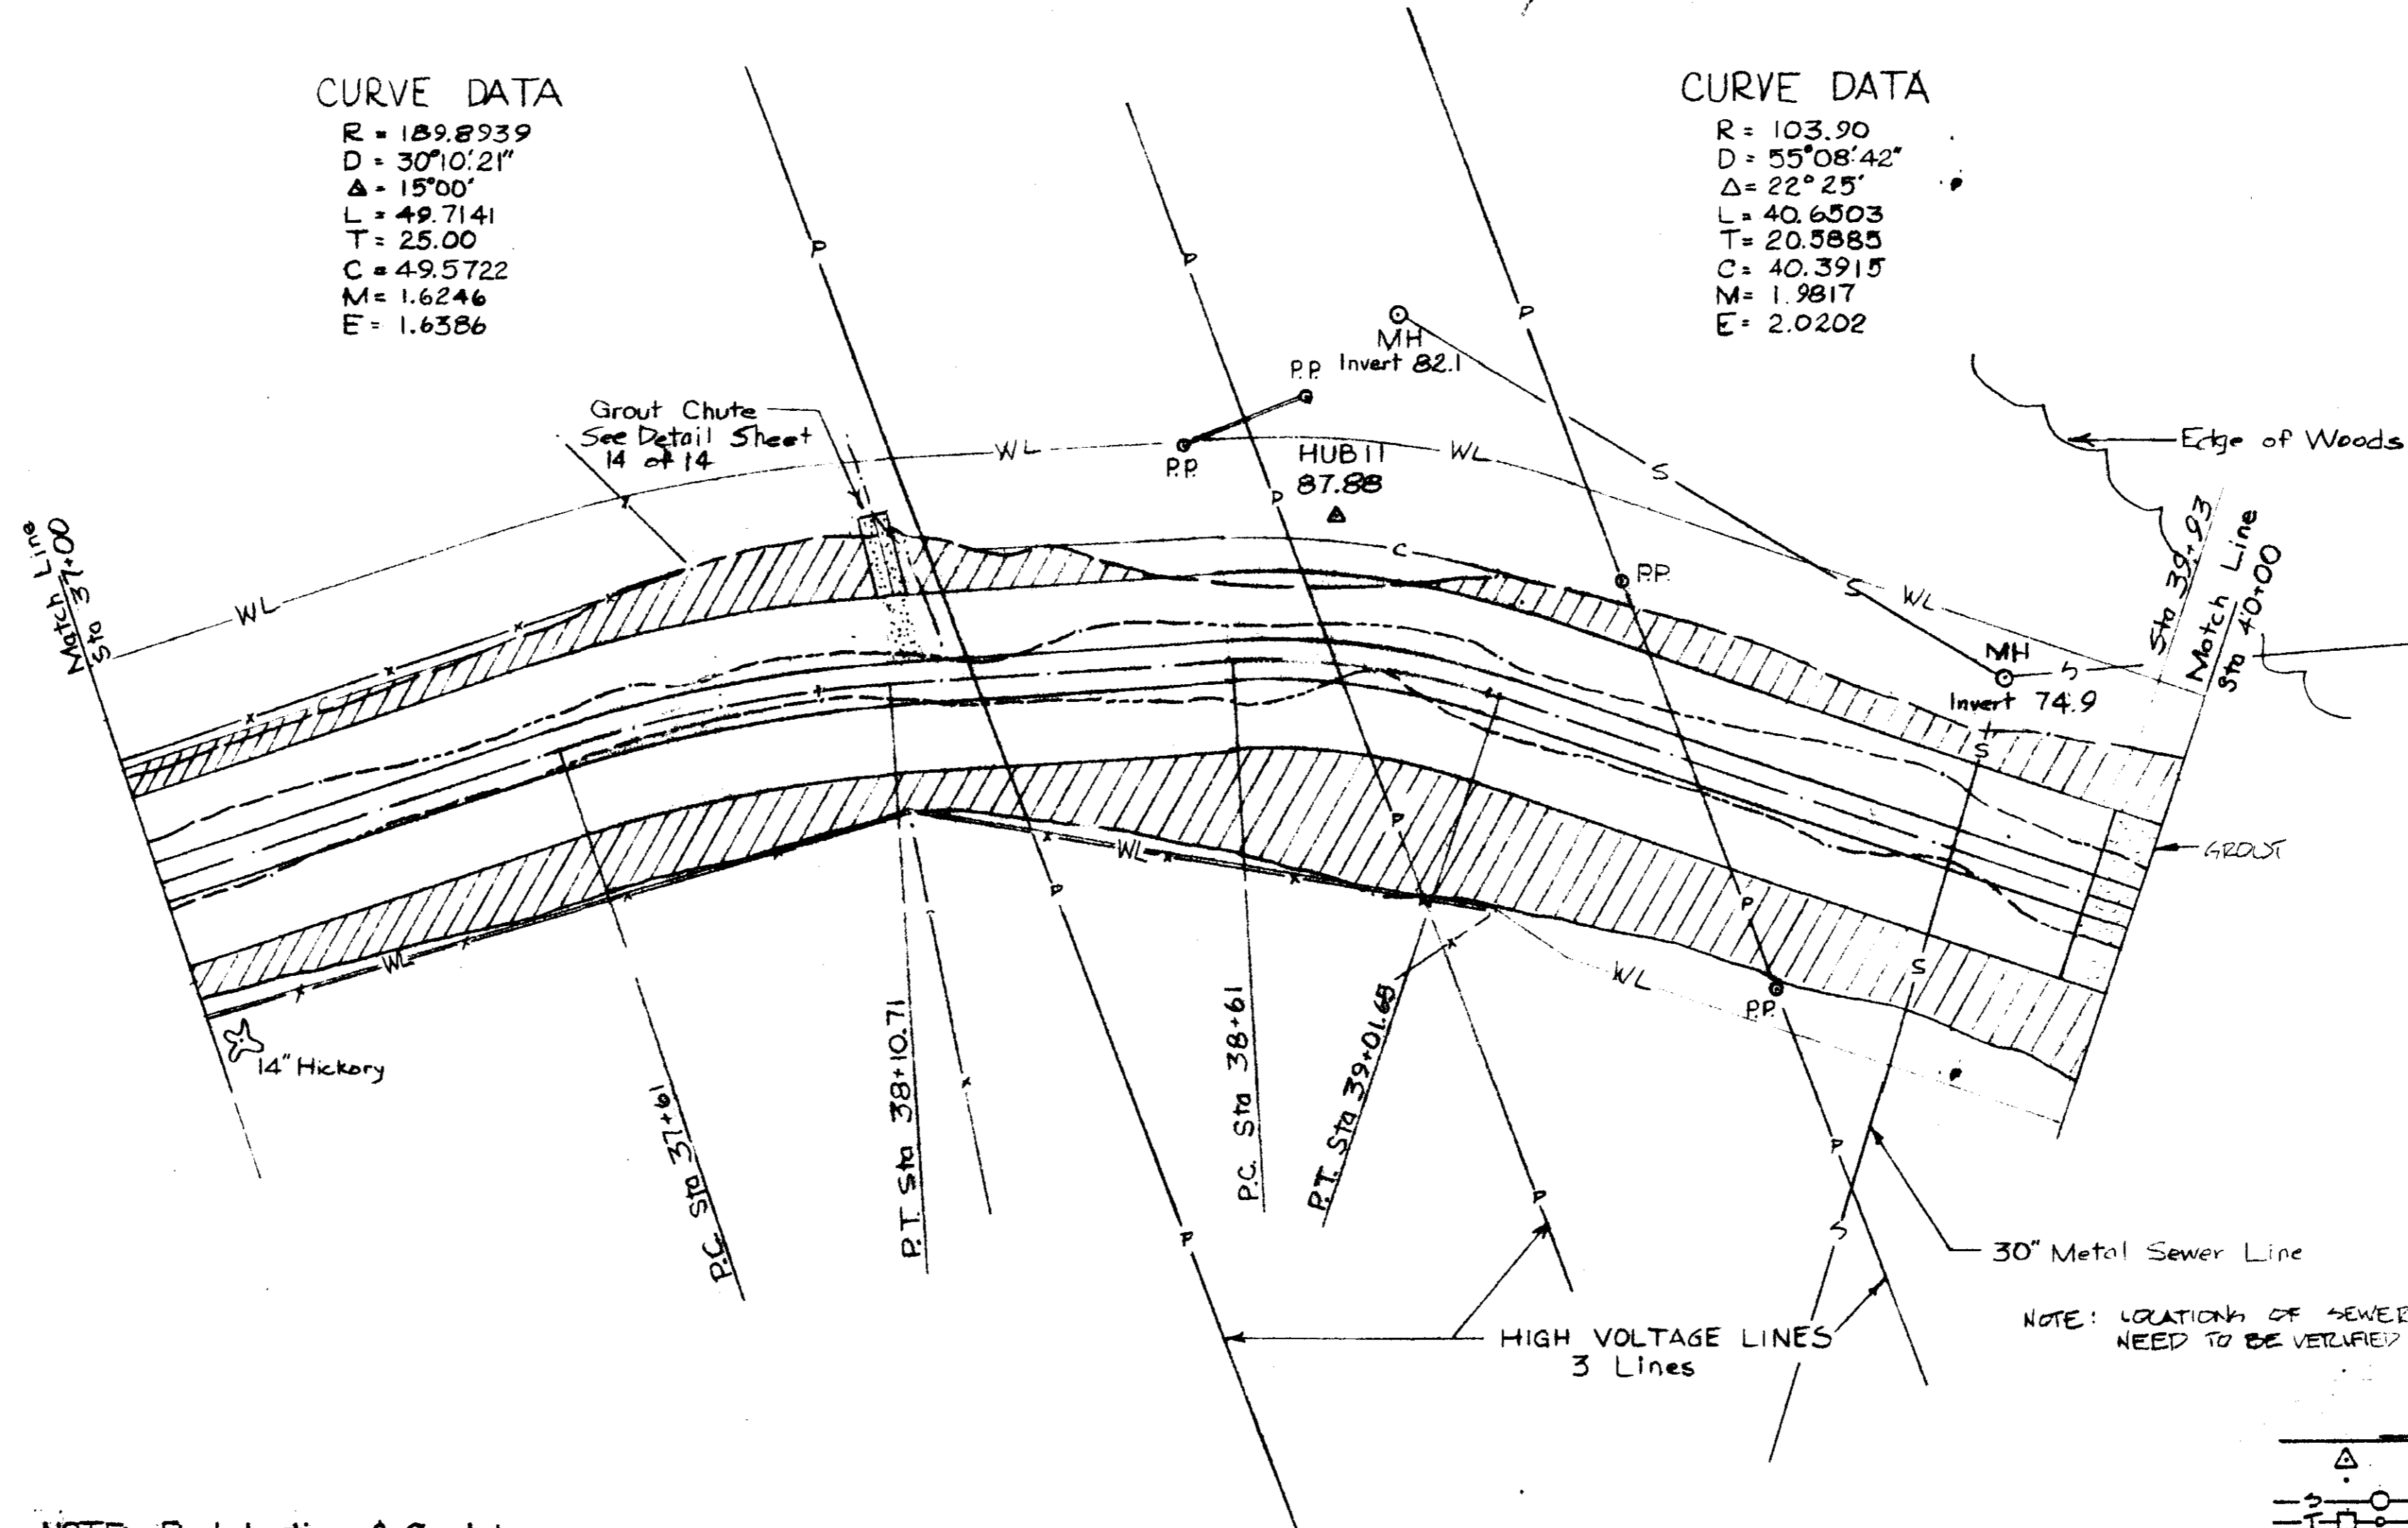 CURVE DATA
R = 189.8939
D = 30°10'21"
Δ = 15°00'
L = 49.7141
T = 25.00
C = 49.5722
M = 1.6246
E = 1.6386
CURVE DATA
R = 103.90
D = 55°08'42"
Δ = 22°25'
L = 40.6503
T = 20.5885
C = 40.3915
M = 1.9817
E = 2.0202
P
P
P
MH
Invert 82.1
P.P.
P.P.
Grout Chute
See Detail Sheet
14 of 14
WL
WL
HUB 11
87.88
P
S
Edge of Woods
Match Line
Sta 37+00
WL
C
P.P.
S
WL
Sta 39+93
Match Line
Sta 40+00
MH
S
Invert 74.9
S
GROUT
WL
P
P
P
WL
WL
S
P.P.
14" Hickory
P.C. Sta 37+61
P.T. Sta 38+10.71
P.C. Sta 38+61
P.T. Sta 39+01.65
P
P
P
S
30" Metal Sewer Line
HIGH VOLTAGE LINES
3 Lines
NOTE: LOCATIONS OF SEWER
NEED TO BE VERIFIED
S
T